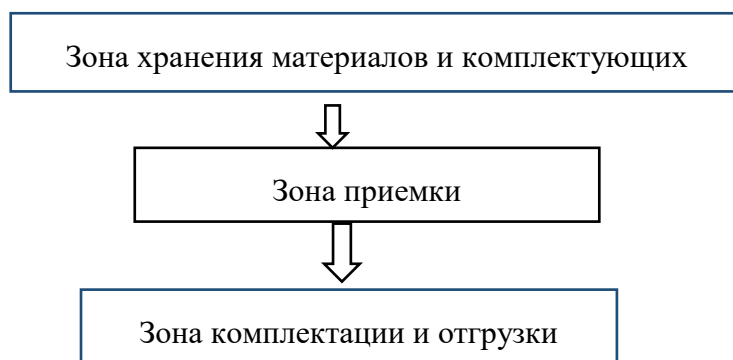 Зона хранения материалов и комплектующих
Зона приемки
Зона комплектации и отгрузки